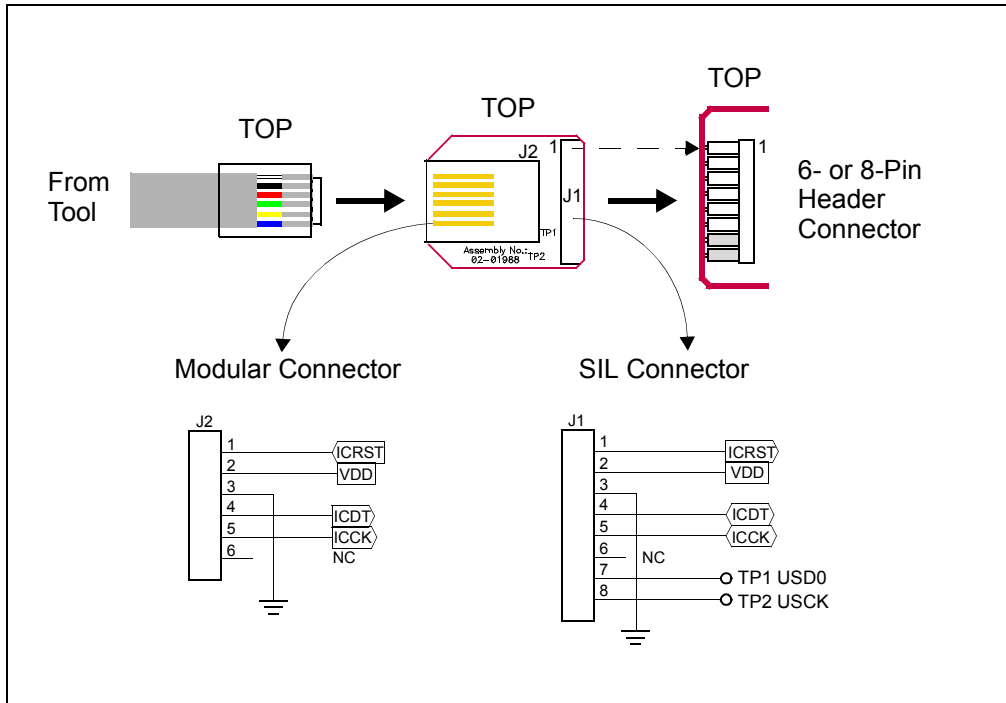 TOP
TOP
TOP
From
Tool
J2
1
J1
TP1
Assembly No.:
02-01988
TP2
1
6- or 8-Pin
Header
Connector
Modular Connector
J2
1
ICRST
2
VDD
3
4
ICDT
5
ICCK
6
NC
SIL Connector
J1
1
ICRST
2
VDD
3
4
ICDT
5
ICCK
6
NC
7
TP1 USD0
8
TP2 USCK